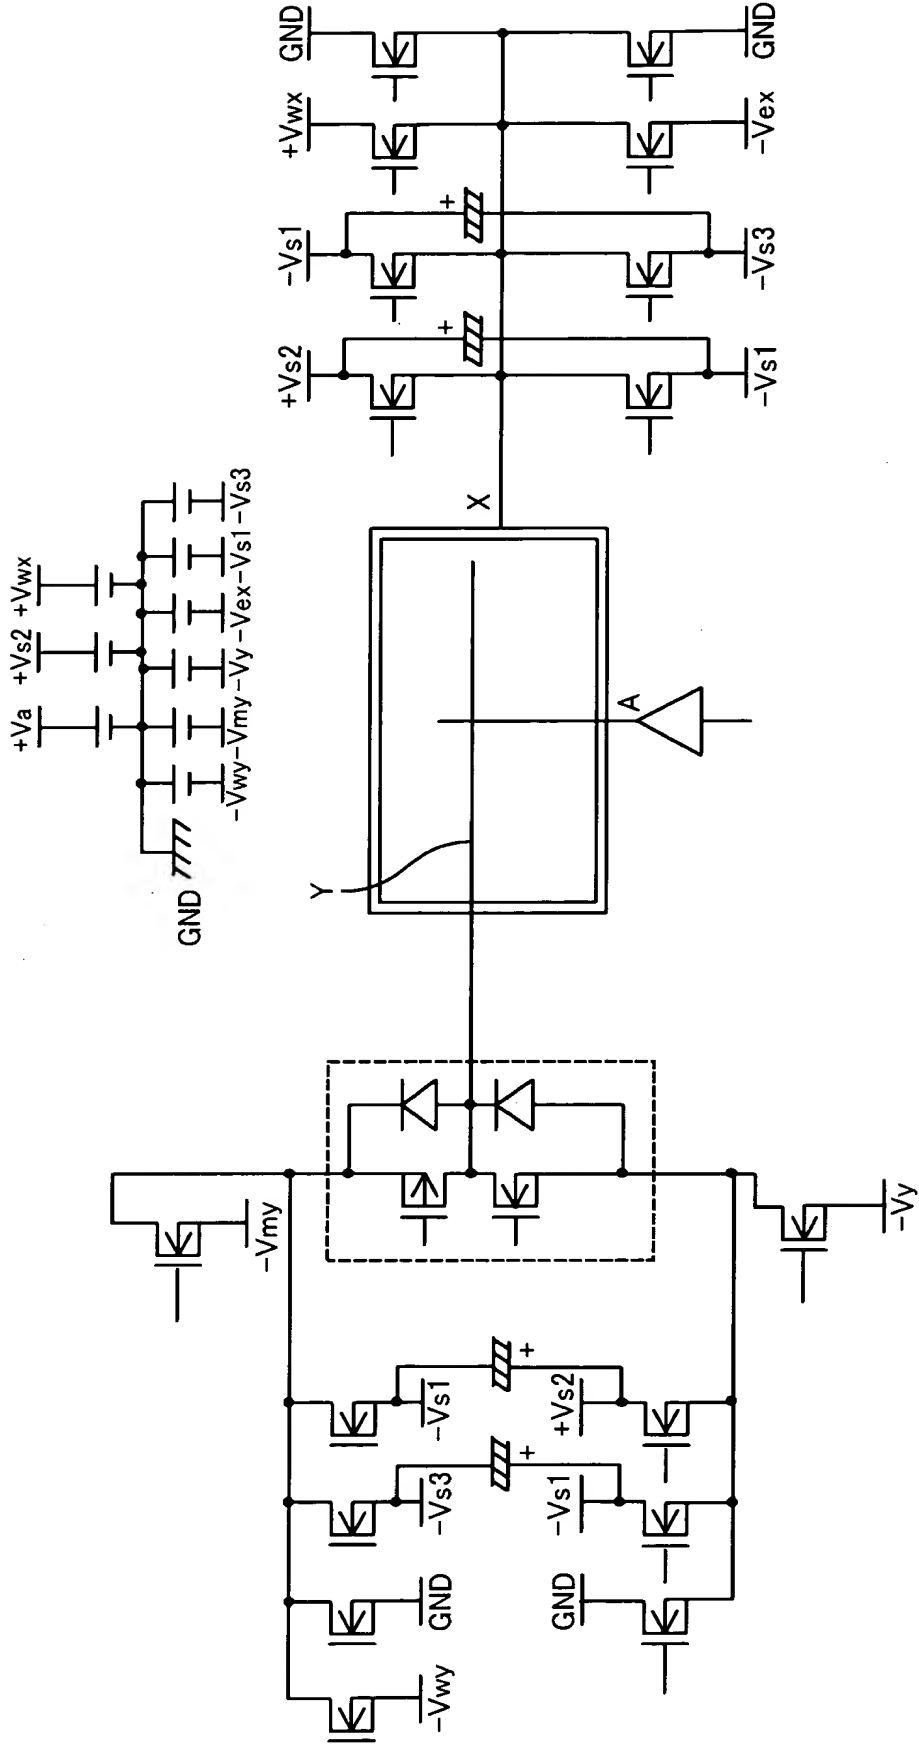 GND
+Vwx
-Vs1
+Vs2
+
+
GND
-Vex
-Vs3
-Vs1
X
+Va
+Vs2
+Vwx
GND
-Vwy-Vmy-Vy-Vex-Vs1-Vs3
Y
A
-Vmy
-Vy
-Vs1
+
+Vs2
-Vs3
+
-Vs1
GND
GND
-Vwy